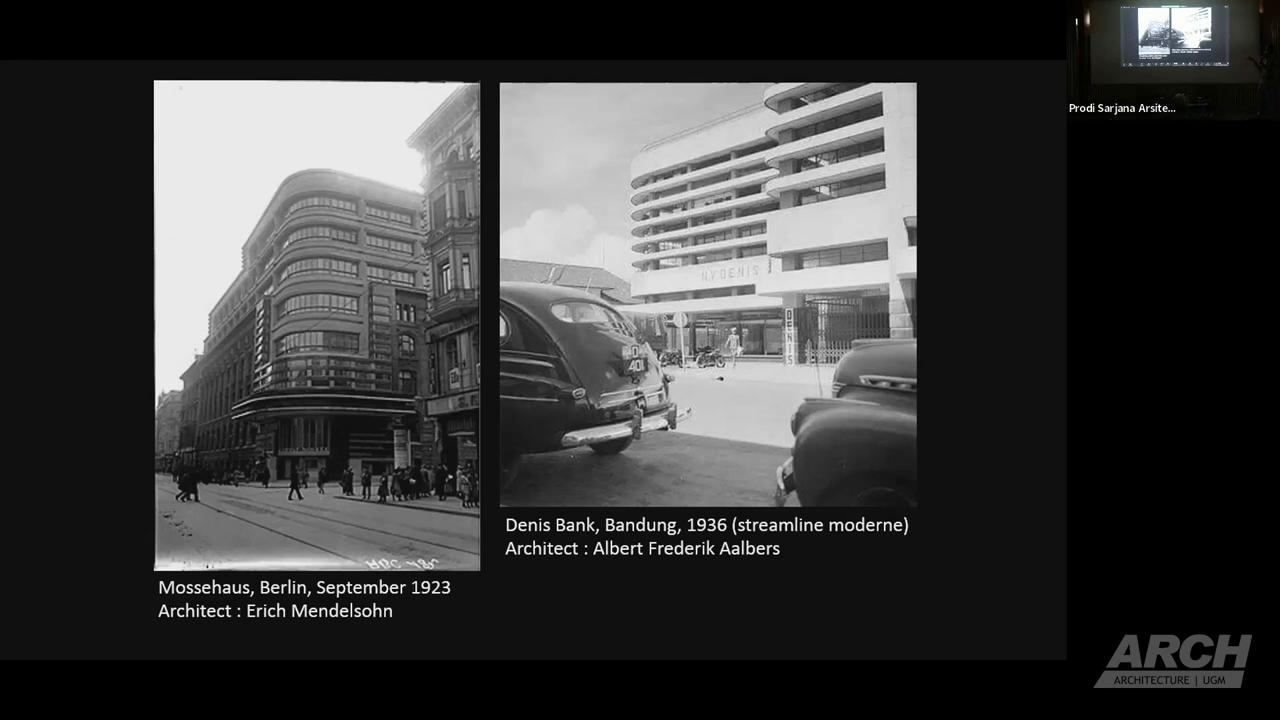 Prodi Sarjana Arsite...
N.V. DENIS
DENIS
D
401
Mossehaus, Berlin, September 1923
Architect : Erich Mendelsohn
Denis Bank, Bandung, 1936 (streamline moderne)
Architect : Albert Frederik Aalbers
ARCH
ARCHITECTURE | UGM